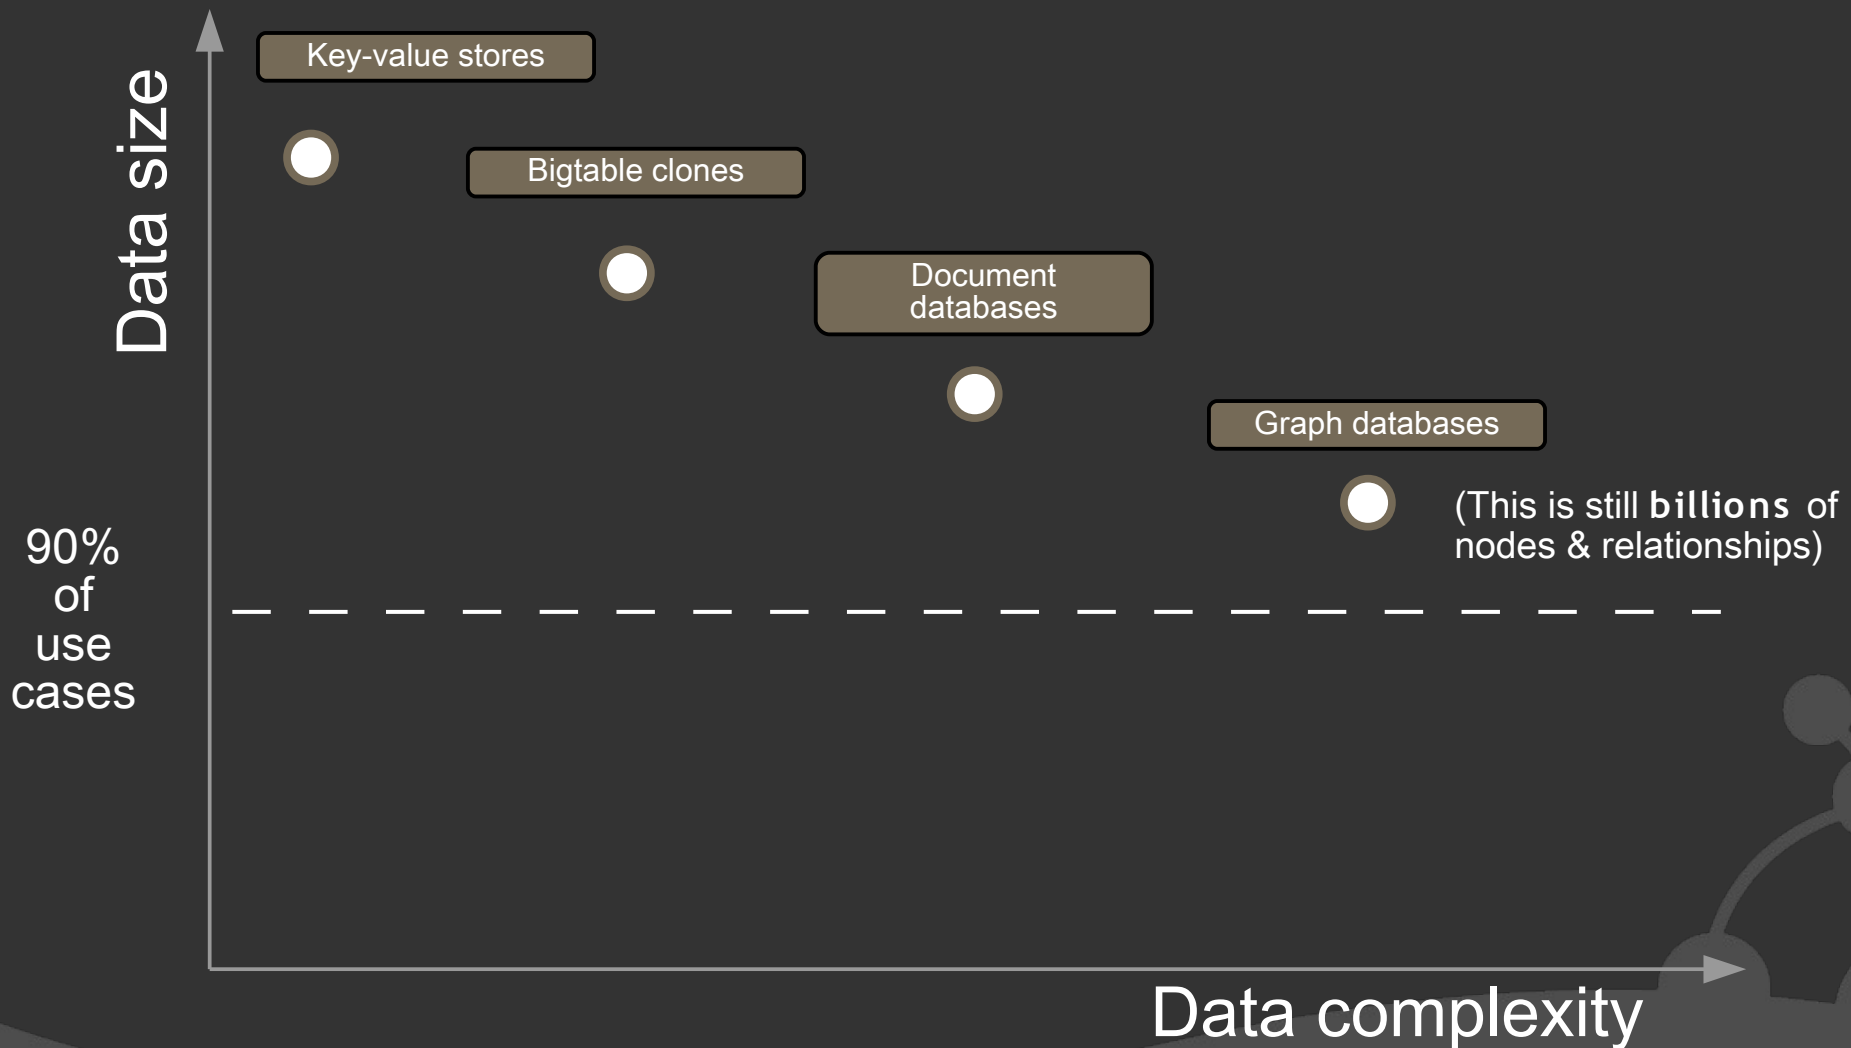 Key-value stores
Data size
Bigtable clones
Document
databases
Graph databases
(This is still billions of
nodes & relationships)
90%
of
use
cases
Data complexity